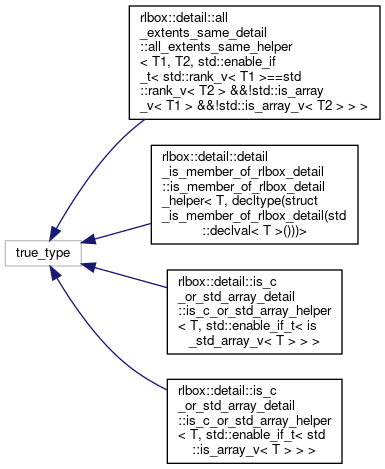 rlbox::detail::all
_extents_same_detail
::all_extents_same_helper
< T1, T2, std::enable_if
_t< std::rank_v< T1 >==std
::rank_v< T2 > &&!std::is_array
_v< T1 > &&!std::is_array_v< T2 > > >
rlbox::detail::detail
_is_member_of_rlbox_detail
::is_member_of_rlbox_detail
_helper< T, decltype(struct
_is_member_of_rlbox_detail(std
::declval< T >()))>
true_type
rlbox::detail::is_c
_or_std_array_detail
::is_c_or_std_array_helper
< T, std::enable_if_t< is
_std_array_v< T > > >
rlbox::detail::is_c
_or_std_array_detail
::is_c_or_std_array_helper
< T, std::enable_if_t< std
::is_array_v< T > > >